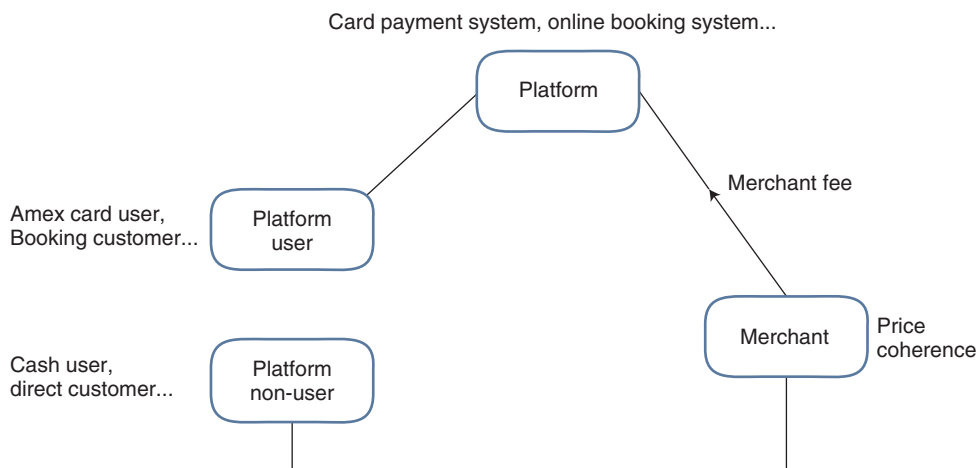 Card payment system, online booking system...
Platform
Merchant fee
Amex card user,
Booking customer...
Platform
user
Merchant
Price
coherence
Cash user,
direct customer...
Platform
non-user